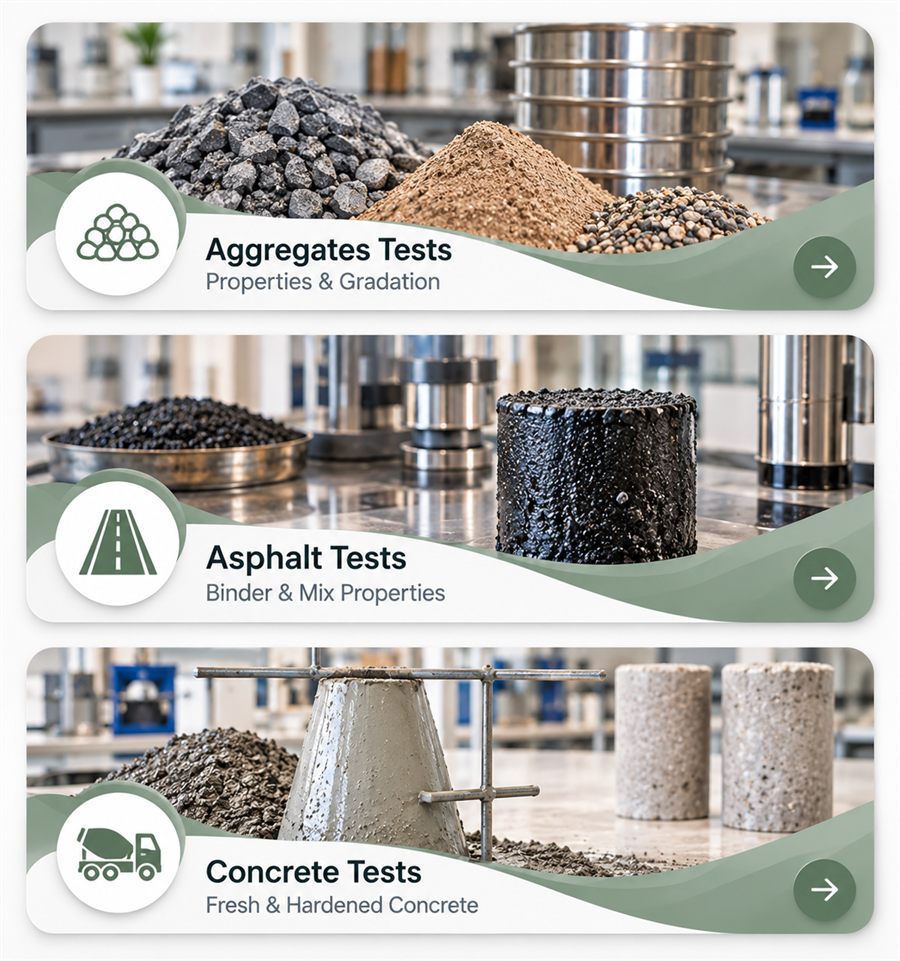 Aggregates Tests
Properties & Gradation
Asphalt Tests
Binder & Mix Properties
Concrete Tests
Fresh & Hardened Concrete